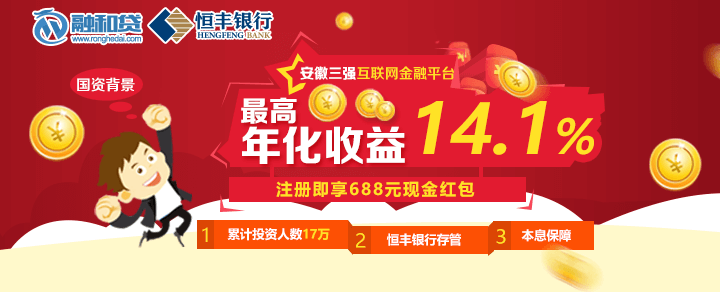 融和贷
www.ronghedai.com
恒丰银行
HENGFENG BANK
国资背景
安徽三强互联网金融平台
最高
年化收益14.1%
注册即享688元现金红包
1 累计投资人数17万
2 恒丰银行存管
3 本息保障